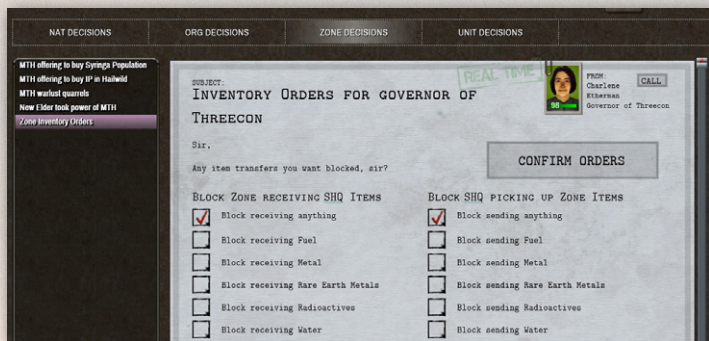 NAT DECISIONS
ORG DECISIONS
ZONE DECISIONS
UNIT DECISIONS
MTH offering to buy Syringa Population
MTH offering to buy IP in Hailwild
MTH warlust quarrels
New Elder took power of MTH
Zone Inventory Orders
SUBJECT:
INVENTORY ORDERS FOR GOVERNOR OF
THREECON
REAL TIME
98
FROM:
Charlene
Etherman
Governor of Threecon
CALL
Sir,
Any item transfers you want blocked, sir?
CONFIRM ORDERS
BLOCK ZONE RECEIVING SHQ ITEMS
Block receiving anything
Block receiving Fuel
Block receiving Metal
Block receiving Rare Earth Metals
Block receiving Radioactives
Block receiving Water
BLOCK SHQ PICKING UP ZONE ITEMS
Block sending anything
Block sending Fuel
Block sending Metal
Block sending Rare Earth Metals
Block sending Radioactives
Block sending Water